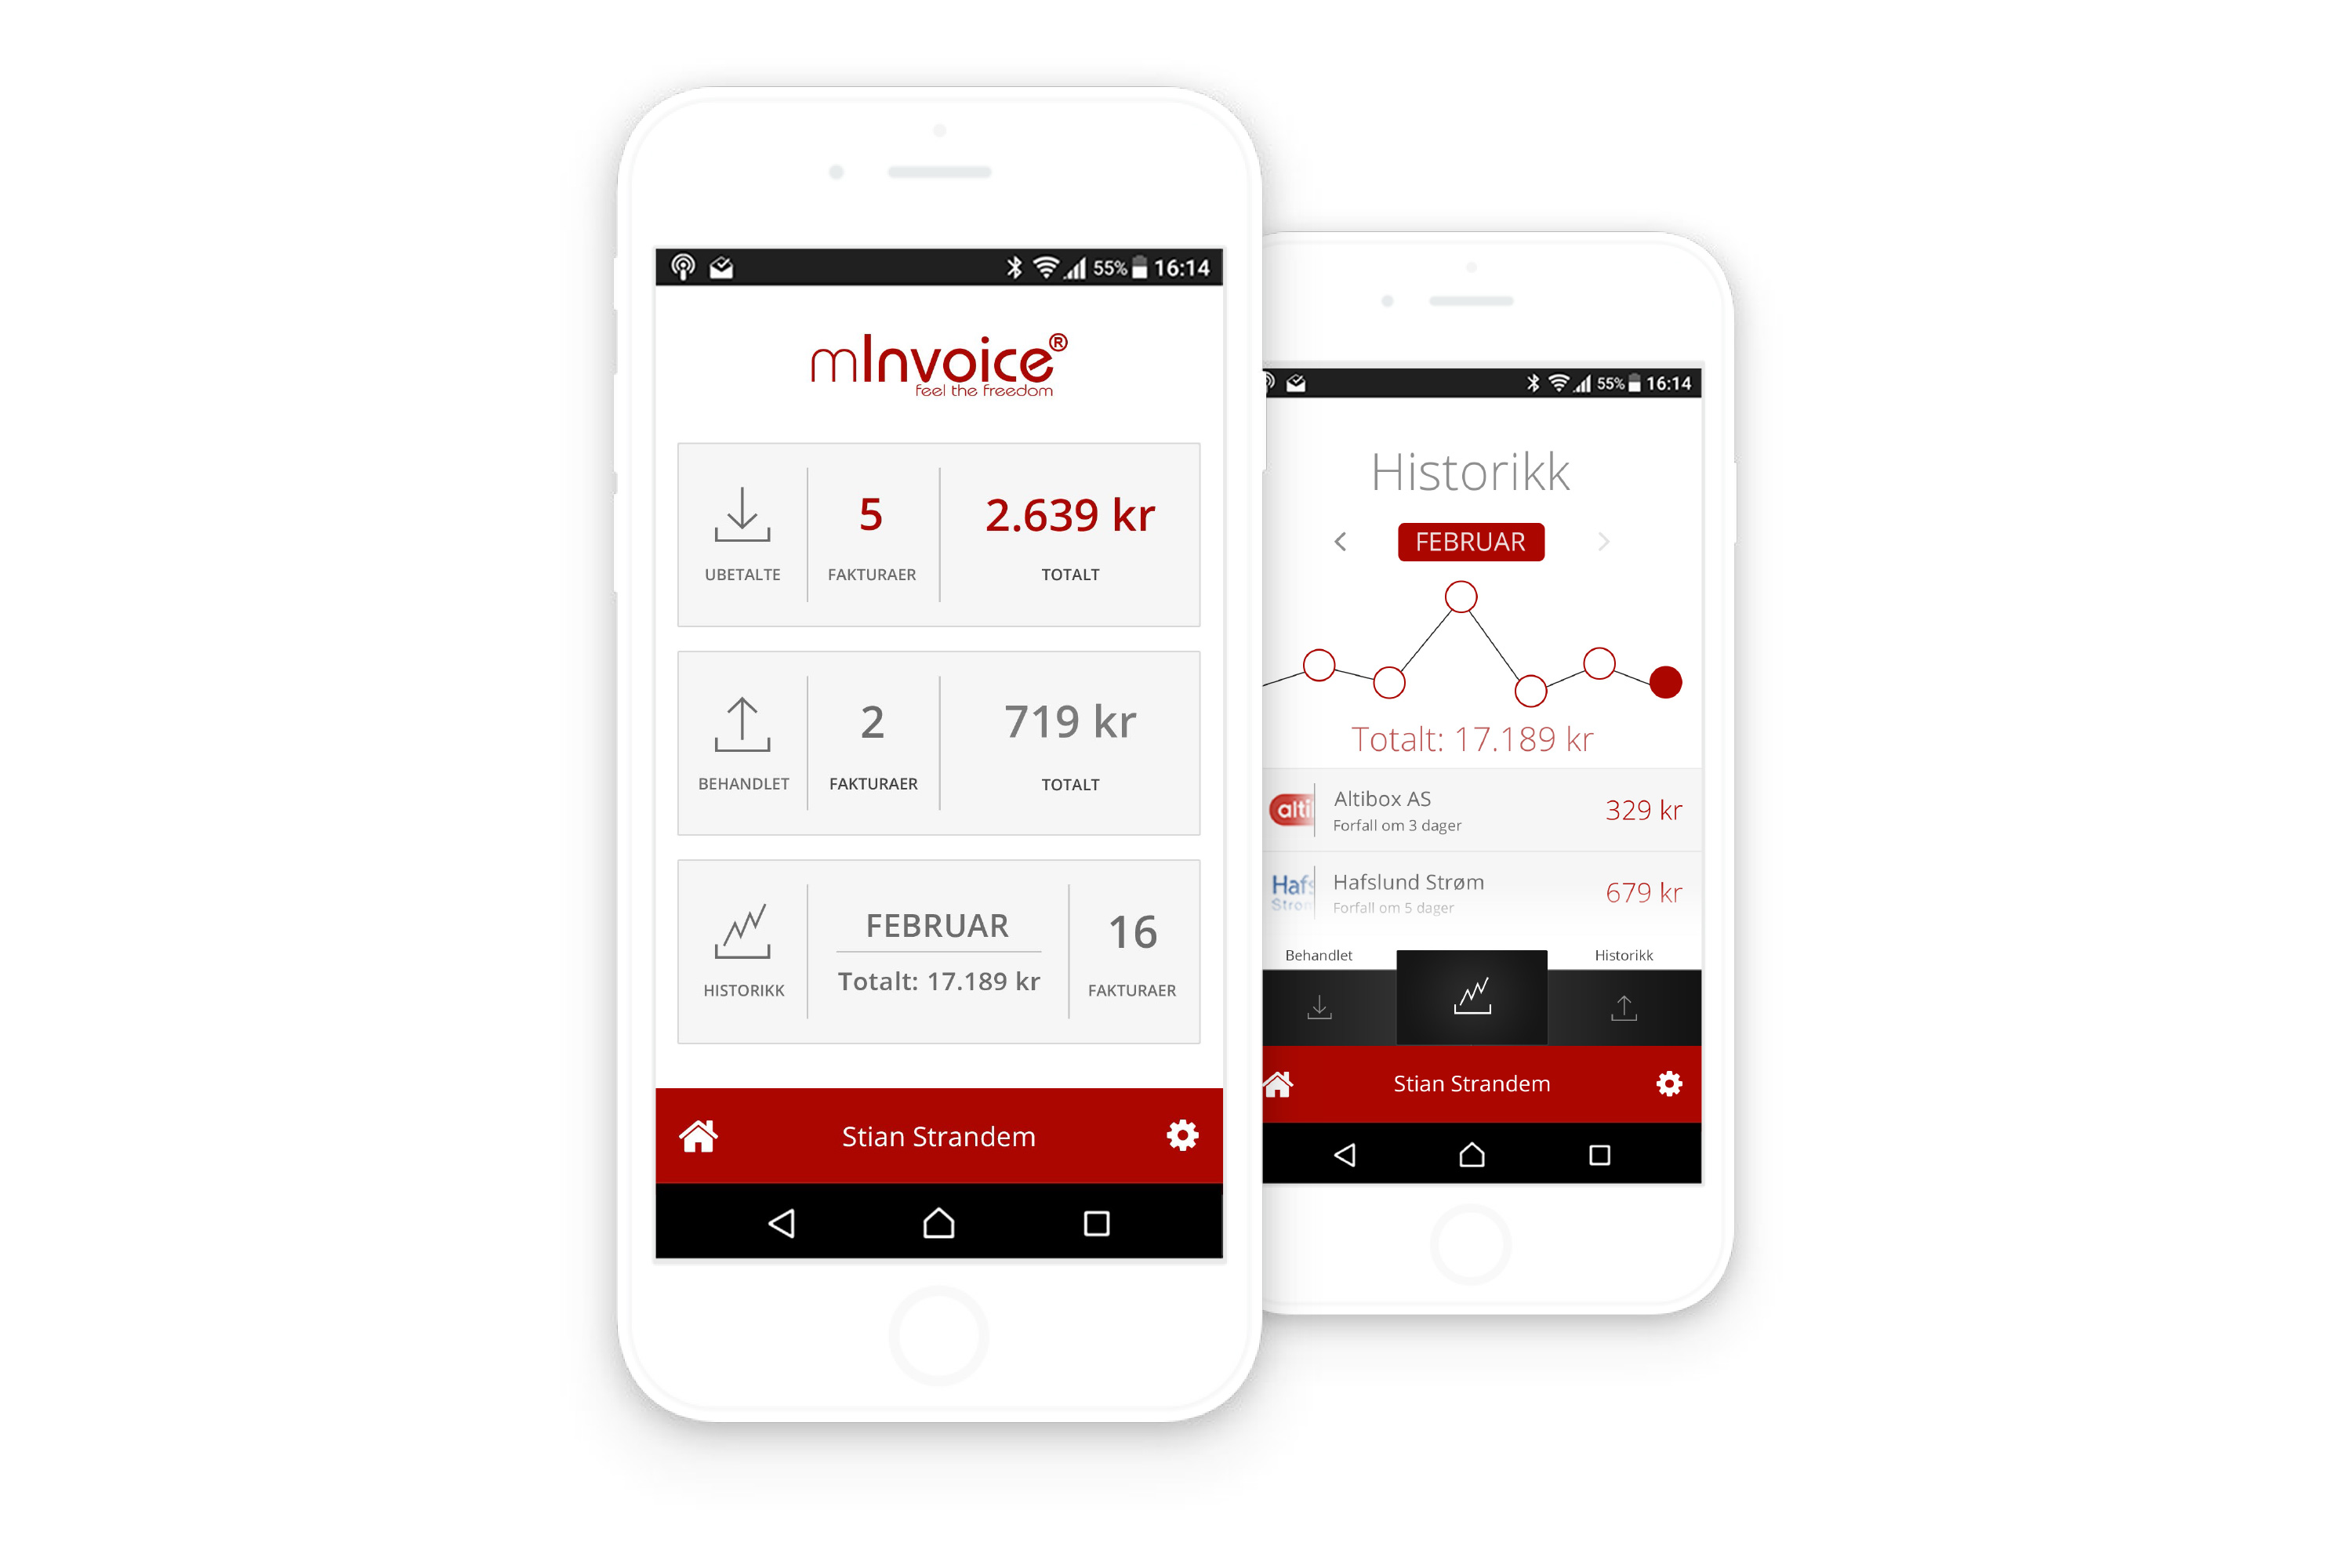 55% 16:14
mInvoice®
feel the freedom
5 2.639 kr
UBETALTE FAKTURAER TOTALT
2 719 kr
BEHANDLET FAKTURAER TOTALT
FEBRUAR 16
Totalt: 17.189 kr
HISTORIKK FAKTURAER
Stian Strandem
55% 16:14
Historikk
FEBRUAR
Totalt: 17.189 kr
alti
Altibox AS
Forfall om 3 dager
329 kr
Hafs
Strøm
Hafslund Strøm
Forfall om 5 dager
679 kr
Behandlet Historikk
Stian Strandem